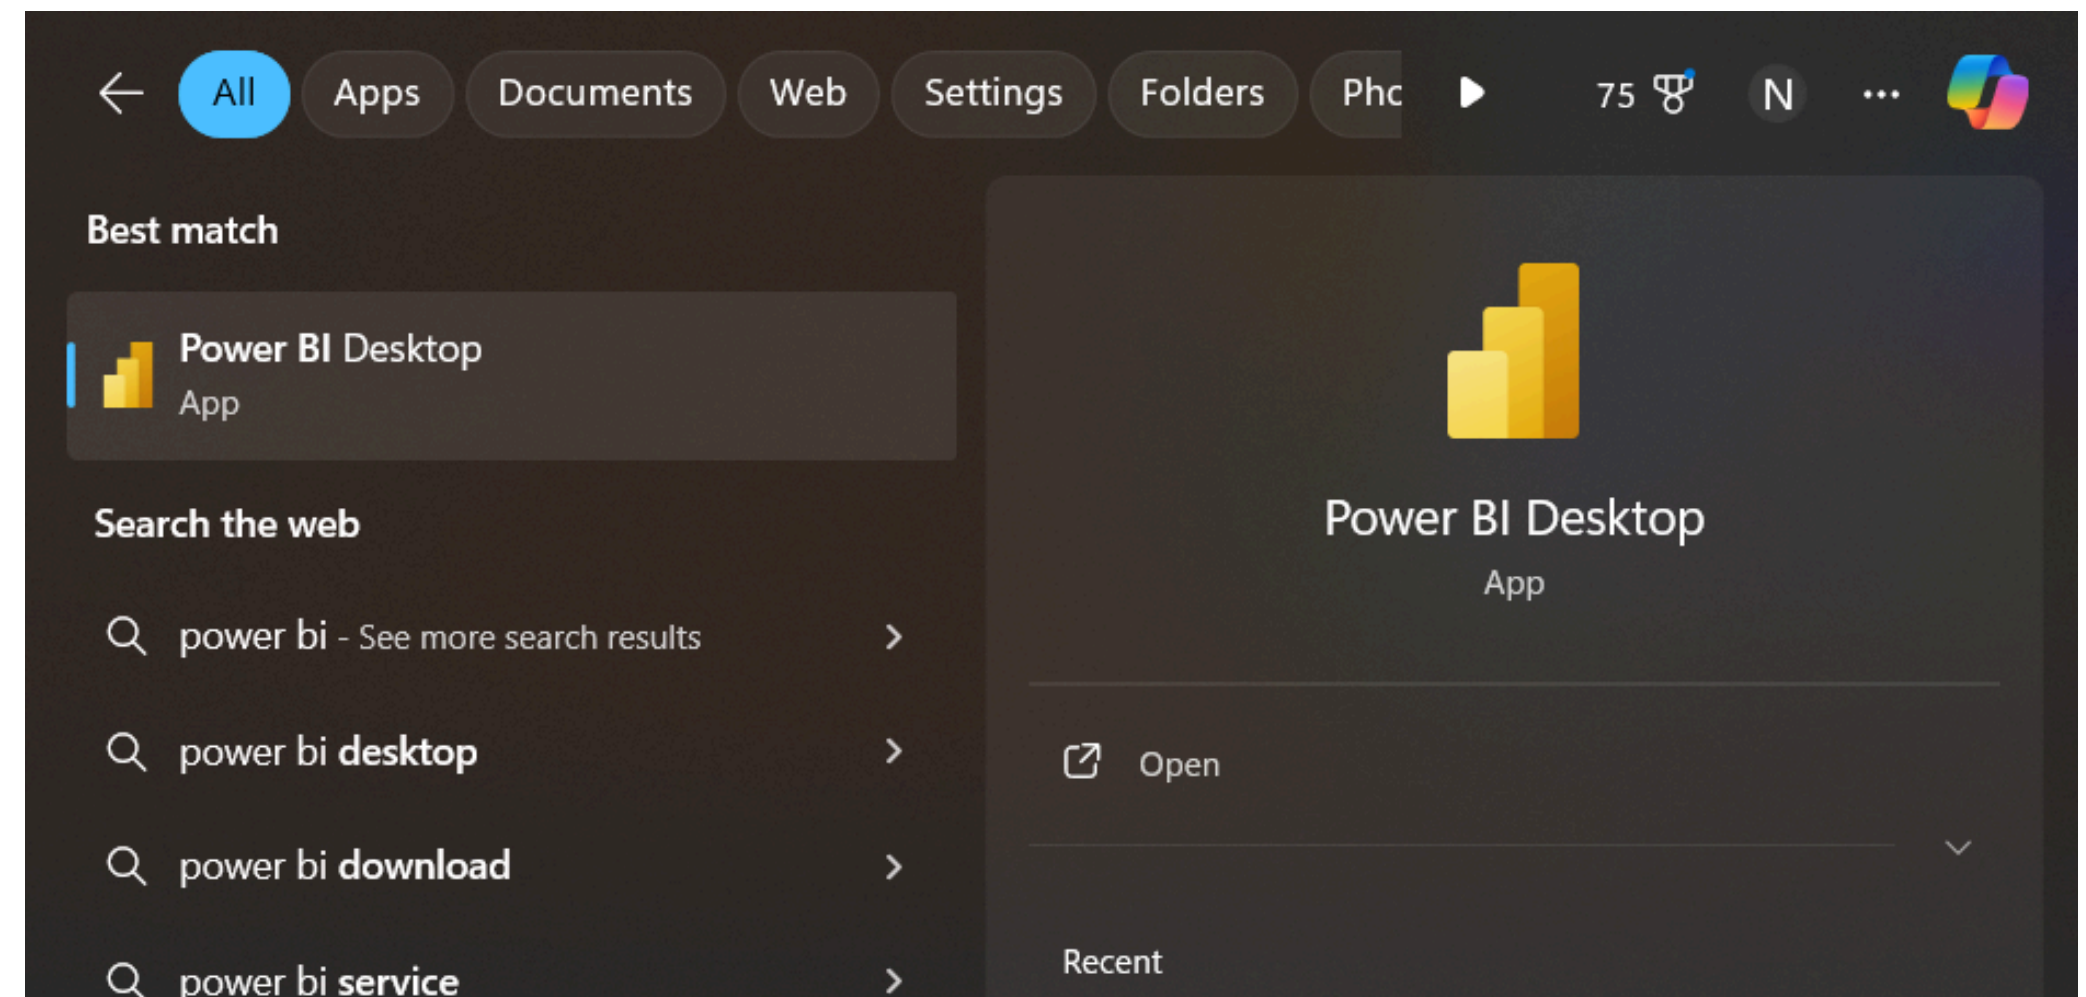 All Apps Documents Web Settings Folders Phc 75 N ...
Best match
Power BI Desktop
App
Search the web
power bi - See more search results
power bi desktop
power bi download
power bi service
Power BI Desktop
App
Open
Recent